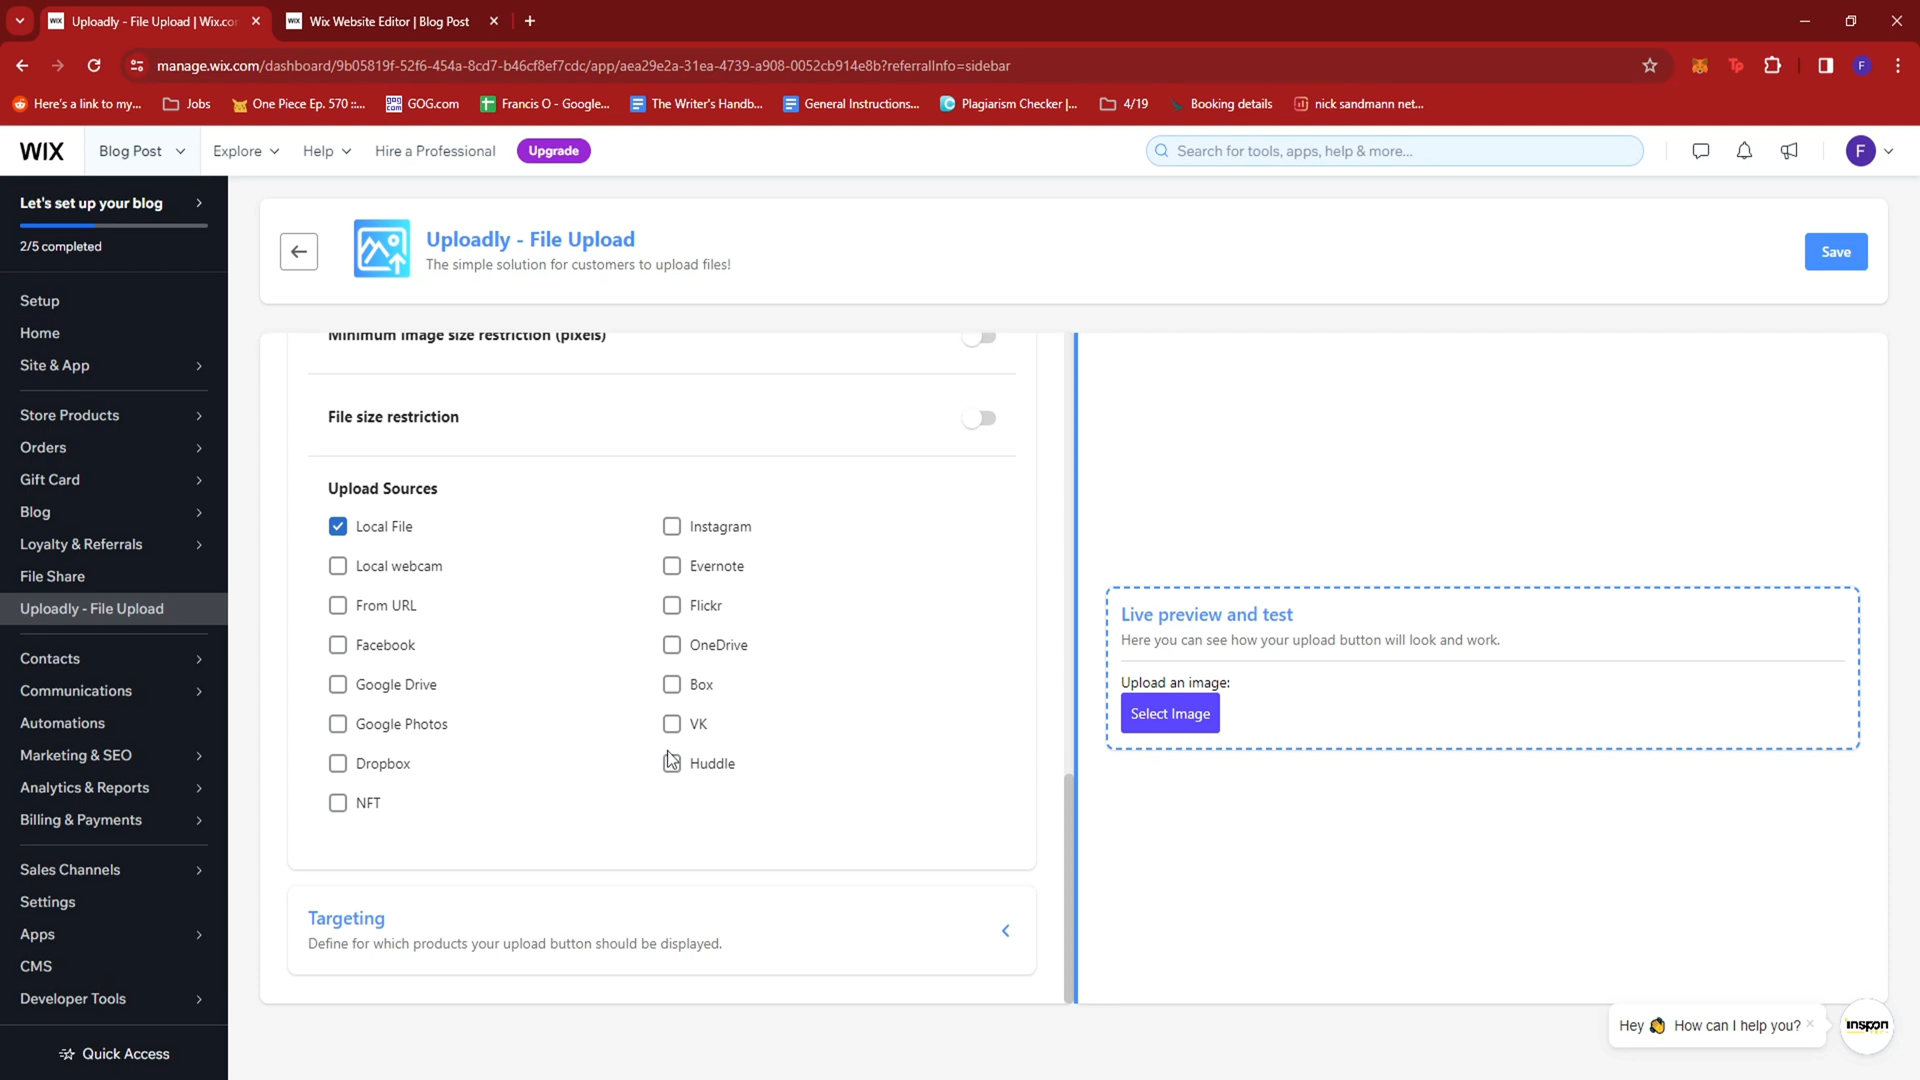 Uploadly - File Upload | Wix.co
Wix Website Editor | Blog Post
manage.wix.com/dashboard/9b05819f-52f6-454a-8cd7-b46cf8ef7cdc/app/aea29e2a-31ea-4739-a908-0052cb914e8b?referralInfo=sidebar
F
Here's a link to my...
Jobs
One Piece Ep. 570 ::...
GOG.com
Francis O - Google...
The Writer's Handb...
General Instructions...
Plagiarism Checker |...
4/19
Booking details
nick sandmann net...
WIX
Blog Post
Explore
Help
Hire a Professional
Upgrade
Search for tools, apps, help & more...
F
Let's set up your blog
2/5 completed
Setup
Home
Site & App
Store Products
Orders
Gift Card
Blog
Loyalty & Referrals
File Share
Uploadly - File Upload
Contacts
Communications
Automations
Marketing & SEO
Analytics & Reports
Billing & Payments
Sales Channels
Settings
Apps
CMS
Developer Tools
Quick Access
Uploadly - File Upload
The simple solution for customers to upload files!
Save
Minimum image size restriction (pixels)
File size restriction
Upload Sources
Local File
Instagram
Local webcam
Evernote
From URL
Flickr
Facebook
OneDrive
Google Drive
Box
Google Photos
VK
Dropbox
Huddle
NFT
Targeting
Define for which products your upload button should be displayed.
Live preview and test
Here you can see how your upload button will look and work.
Upload an image:
Select Image
Hey 👋 How can I help you?
inspon